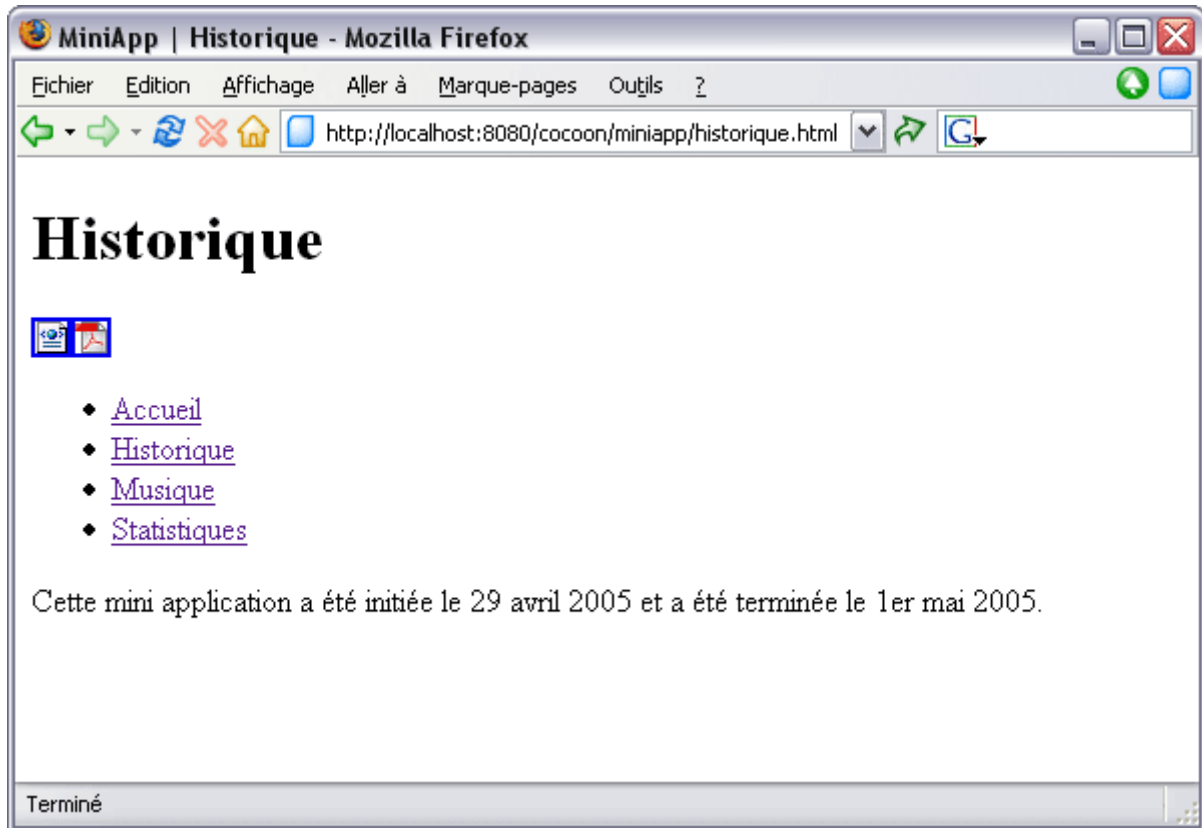 MiniApp | Historique - Mozilla Firefox
Fichier Edition Affichage Aller à Marque-pages Outils ?
http://localhost:8080/cocoon/miniapp/historique.html G
Historique
Accueil
Historique
Musique
Statistiques
Cette mini application a été initiée le 29 avril 2005 et a été terminée le 1er mai 2005.
Terminé